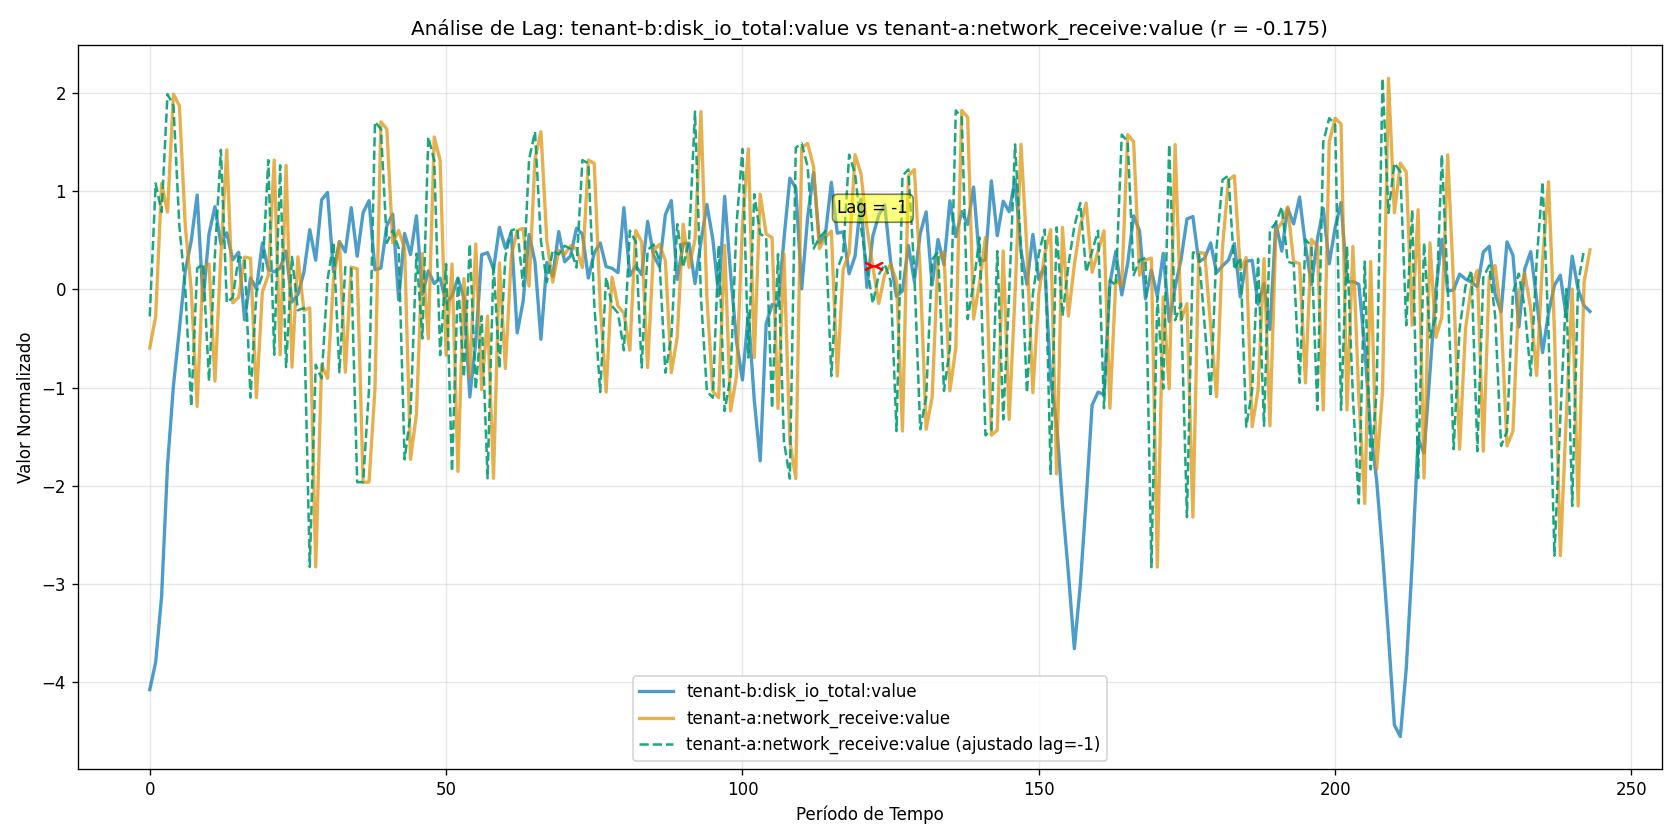 Análise de Lag: tenant-b:disk_io_total:value vs tenant-a:network_receive:value (r = -0.175)
Valor Normalizado
2
1
0
−1
−2
−3
−4
Lag = -1
tenant-b:disk_io_total:value
tenant-a:network_receive:value
tenant-a:network_receive:value (ajustado lag=-1)
0 50 100 150 200 250
Período de Tempo